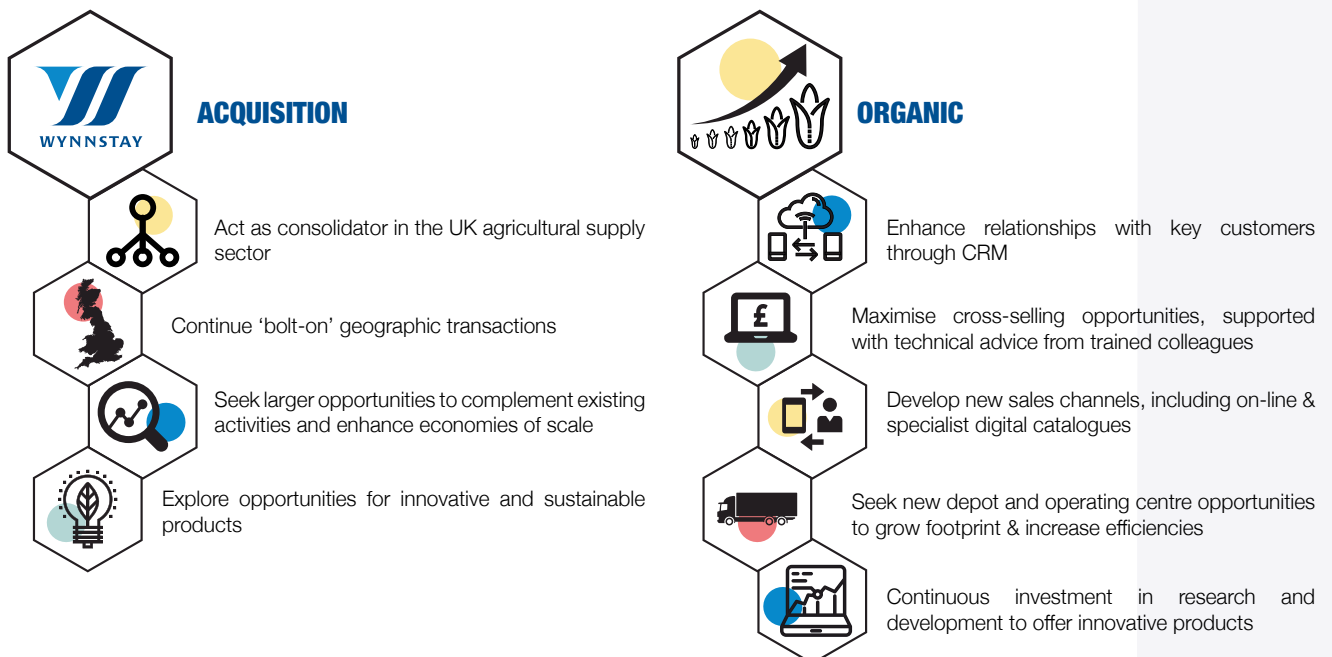 WYNNSTAY
ACQUISITION
Act as consolidator in the UK agricultural supply
sector
Continue ‘bolt-on’ geographic transactions
Seek larger opportunities to complement existing
activities and enhance economies of scale
Explore opportunities for innovative and sustainable
products
ORGANIC
Enhance relationships with key customers
through CRM
£
Maximise cross-selling opportunities, supported
with technical advice from trained colleagues
Develop new sales channels, including on-line &
specialist digital catalogues
Seek new depot and operating centre opportunities
to grow footprint & increase efficiencies
Continuous investment in research and
development to offer innovative products